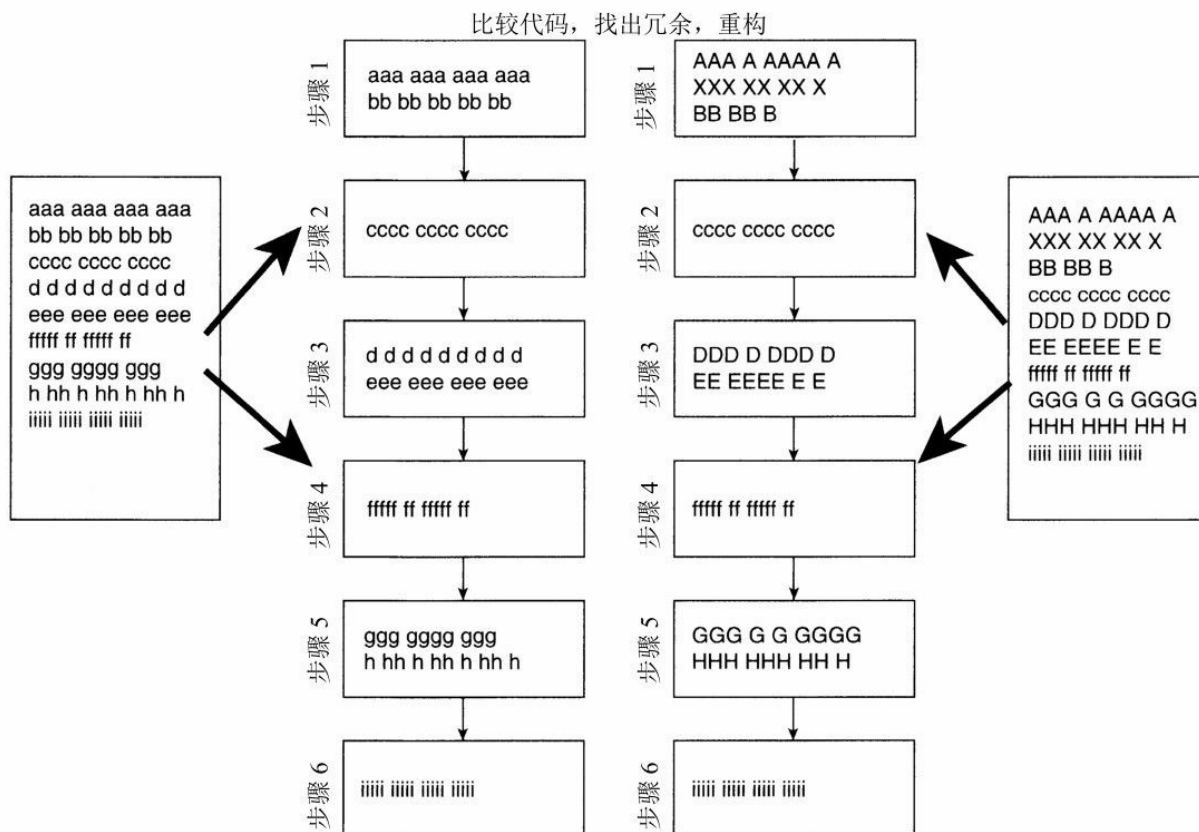 比较代码，找出冗余，重构
aaa aaa aaa aaa
bb bb bb bb bb
cccc cccc cccc
d d d d d d d d d
eee eee eee eee
fffff ff fffff ff
ggg gggg ggg
h hh h hh h hh h
iiiii iiiii iiiii iiiii
步骤 1
aaa aaa aaa aaa
bb bb bb bb bb
步骤 2
cccc cccc cccc
步骤 3
d d d d d d d d d
eee eee eee eee
步骤 4
fffff ff fffff ff
步骤 5
ggg gggg ggg
h hh h hh h hh h
步骤 6
iiiii iiiii iiiii iiiii
步骤 1
AAA A AAAA A
XXX XX XX X
BB BB B
步骤 2
cccc cccc cccc
步骤 3
DDD D DDD D
EE EEEE E E
步骤 4
fffff ff fffff ff
步骤 5
GGG G G GGGG
HHH HHH HH H
步骤 6
iiiii iiiii iiiii iiiii
AAA A AAAA A
XXX XX XX X
BB BB B
cccc cccc cccc
DDD D DDD D
EE EEEE E E
fffff ff fffff ff
GGG G G GGGG
HHH HHH HH H
iiiii iiiii iiiii iiiii